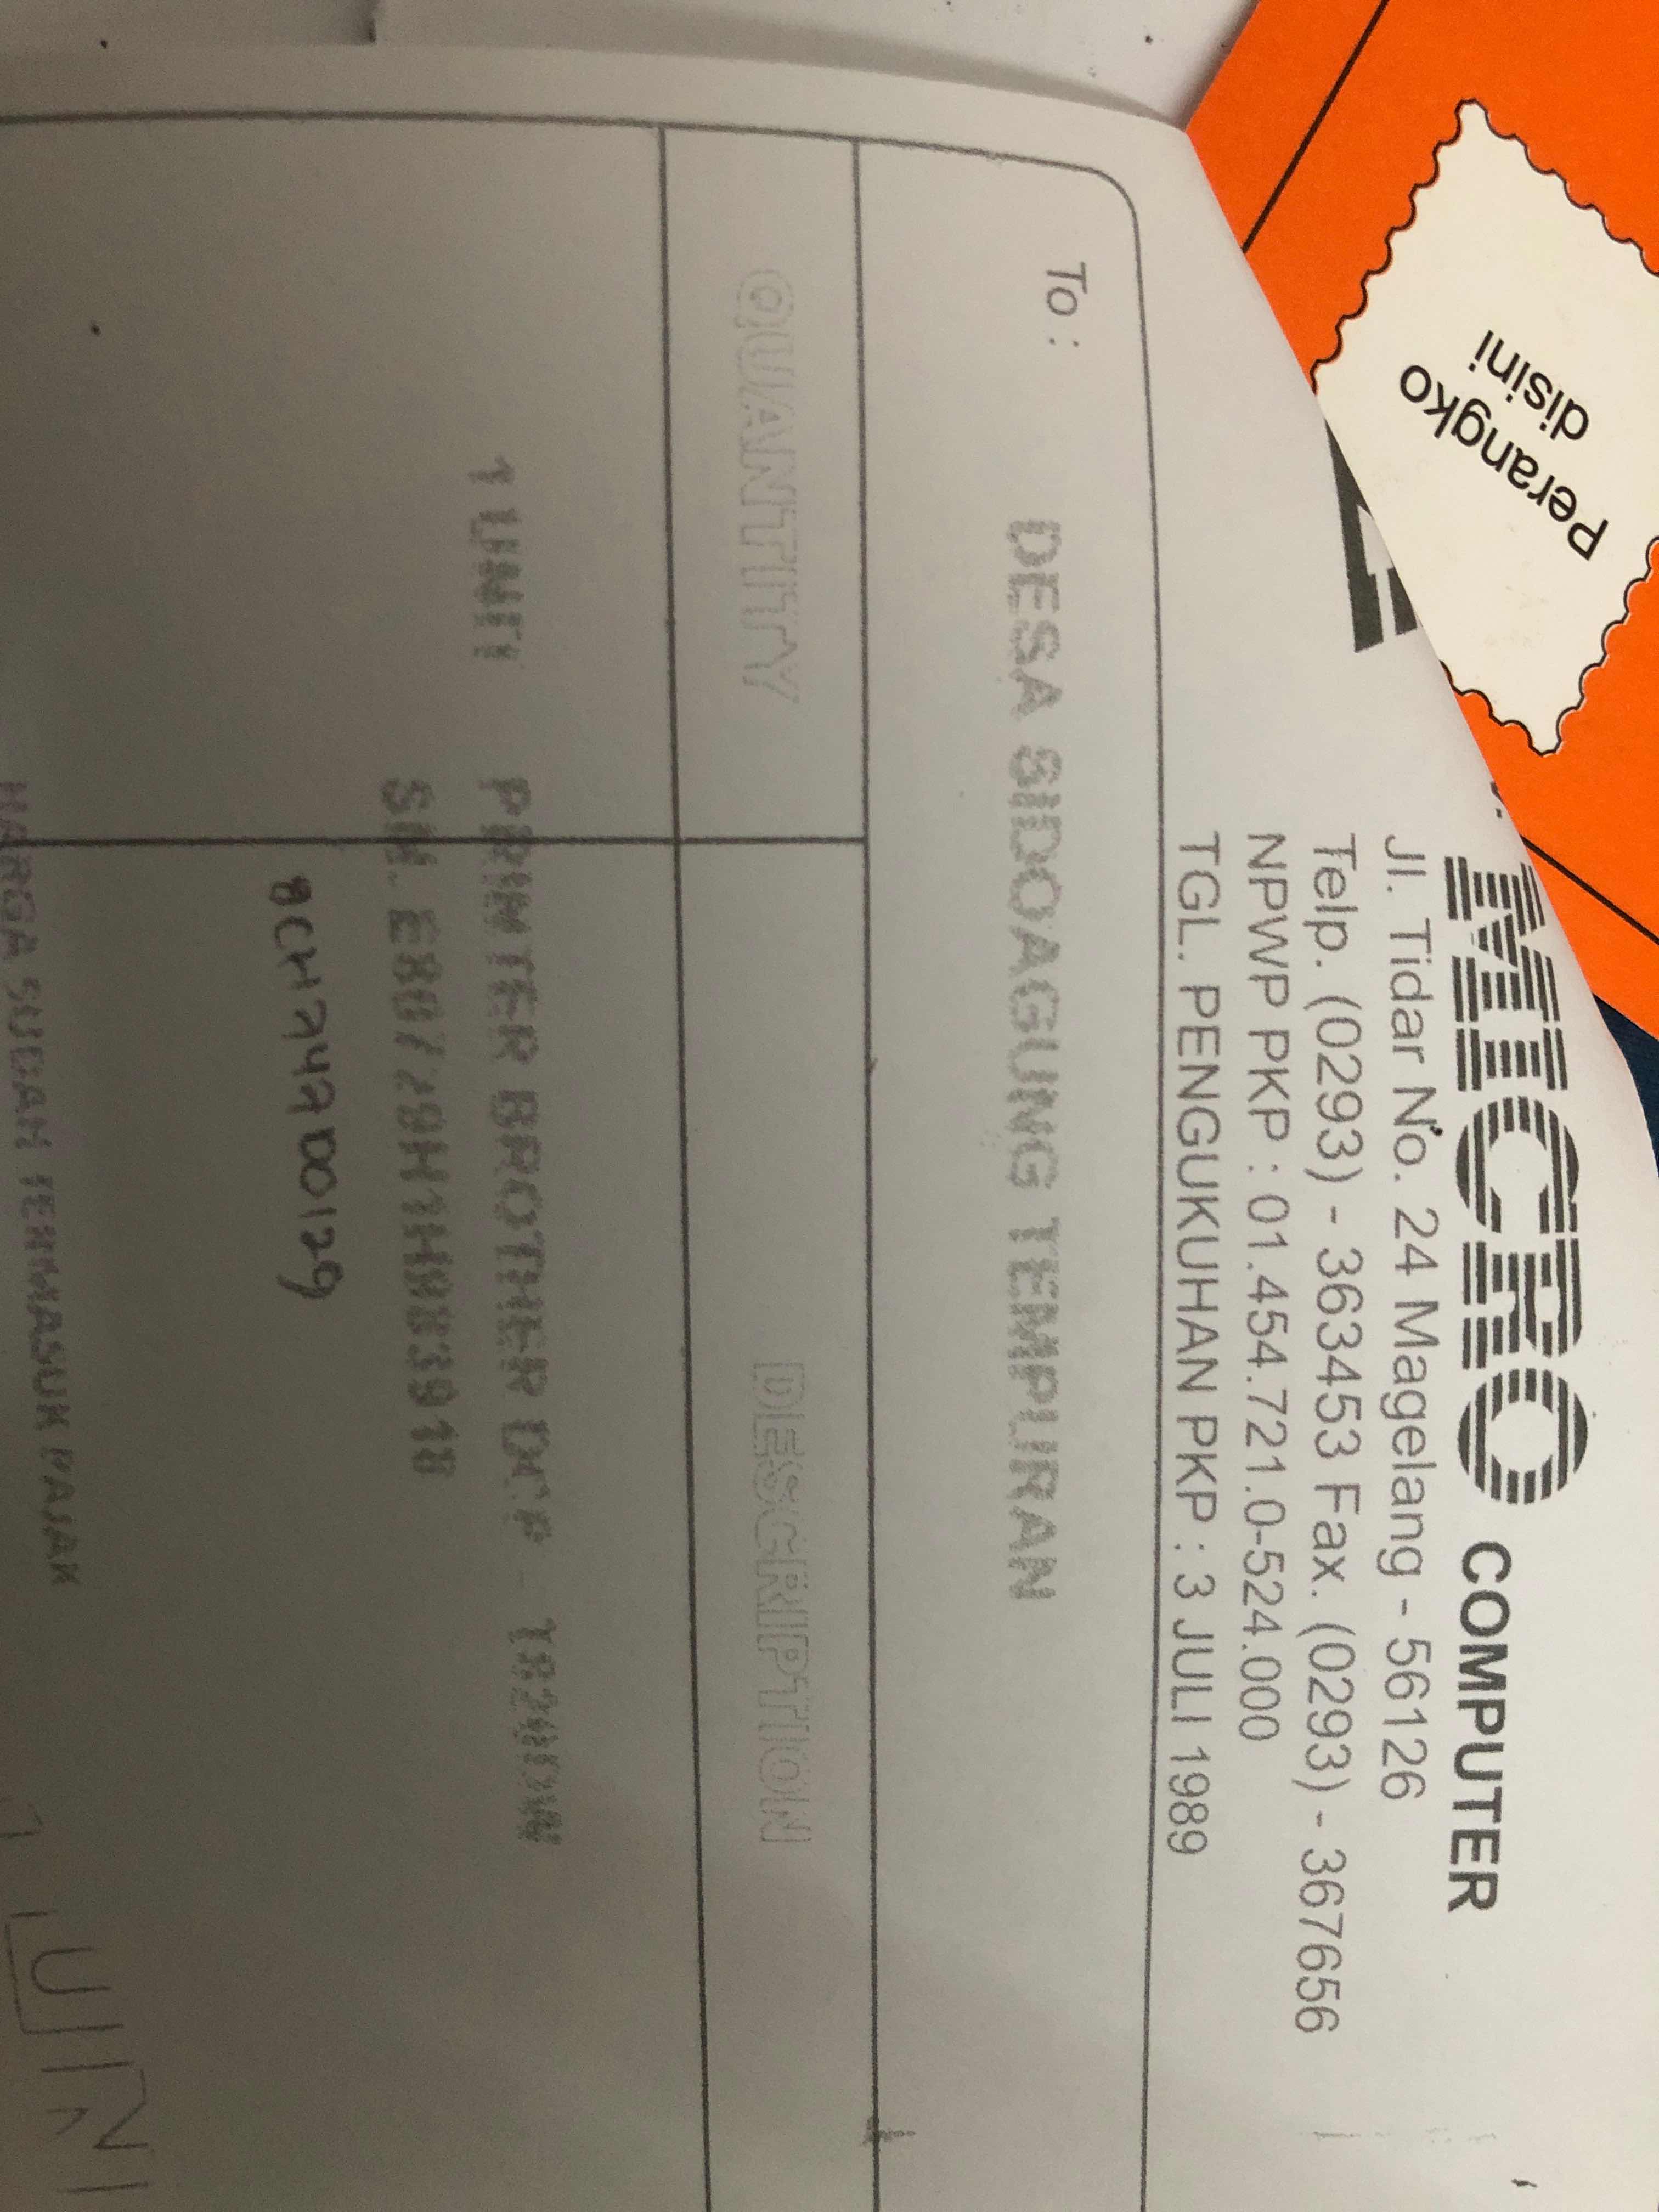 MICRO COMPUTER
Jl. Tidar No. 24 Magelang - 56126
Telp. (0293) - 363453 Fax. (0293) - 367656
NPWP PKP : 01.454.721.0-524.000
TGL. PENGUKUHAN PKP : 3 JULI 1989
To :
DESA SIDOAGUNG TEMPURAN
QUANTITY
DESCRIPTION
1 UNIT
PRINTER BROTHER DCP -
SN.
HARGA SUDAH TERMASUK PAJAK
Perangko
disini